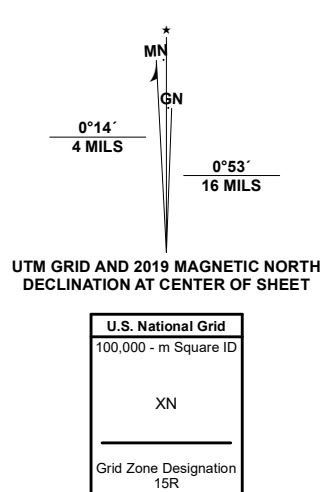 MN
GN
0°14´
4 MILS
0°53´
16 MILS
UTM GRID AND 2019 MAGNETIC NORTH
DECLINATION AT CENTER OF SHEET
U.S. National Grid
100,000 - m Square ID
XN
Grid Zone Designation
15R